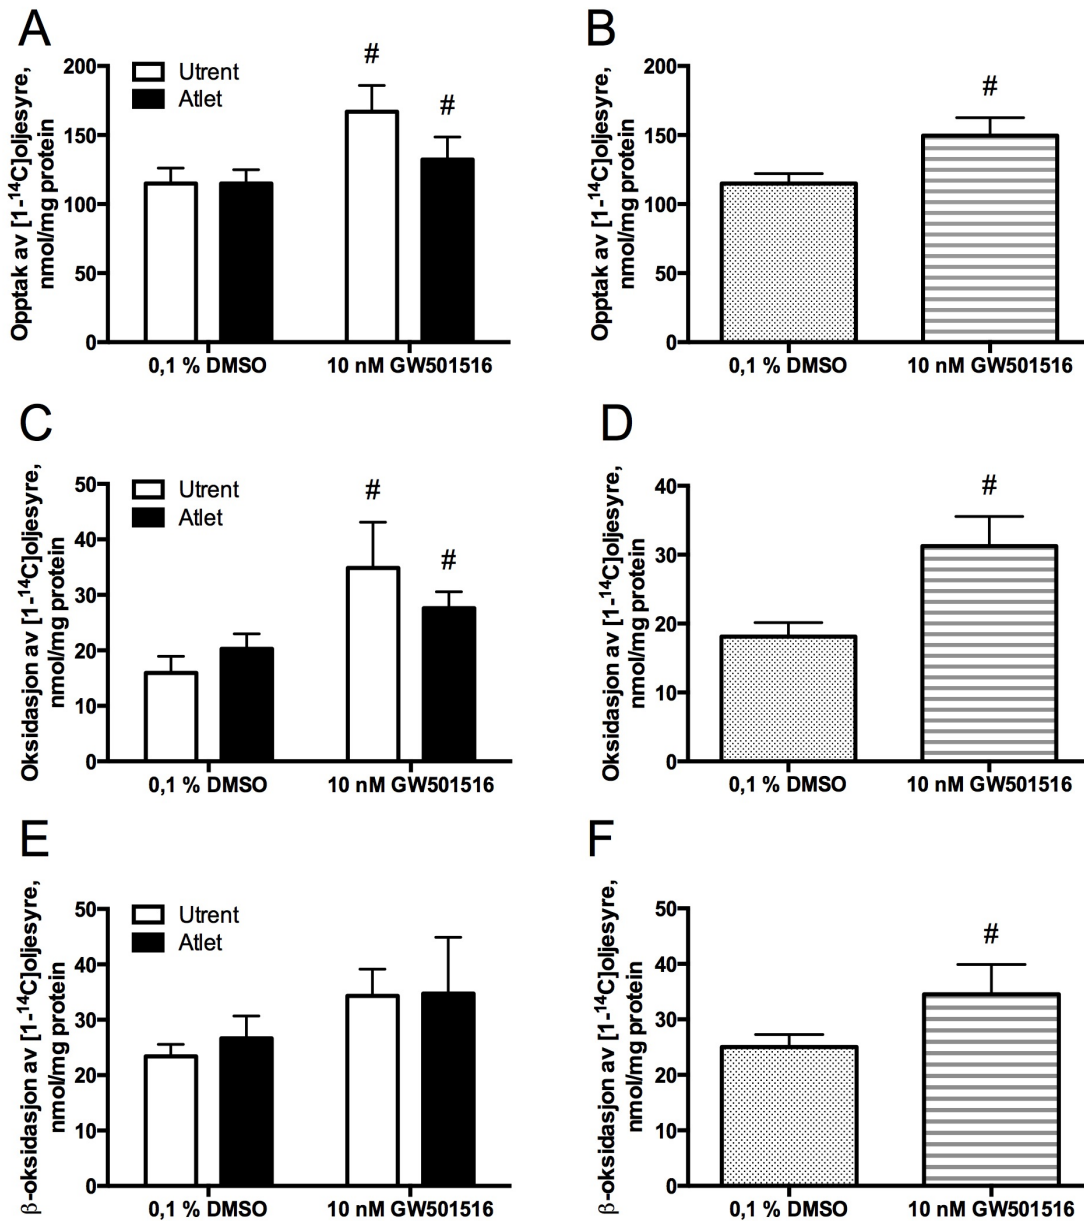 A
Opptak av [1-¹⁴C]oljesyre,
nmol/mg protein
200
150
100
50
0
Utrent
Atlet
#
#
0,1 % DMSO
10 nM GW501516
B
Opptak av [1-¹⁴C]oljesyre,
nmol/mg protein
200
150
100
50
0
#
0,1 % DMSO
10 nM GW501516
C
Oksidasjon av [1-¹⁴C]oljesyre,
nmol/mg protein
50
40
30
20
10
0
Utrent
Atlet
#
#
0,1 % DMSO
10 nM GW501516
D
Oksidasjon av [1-¹⁴C]oljesyre,
nmol/mg protein
40
30
20
10
0
#
0,1 % DMSO
10 nM GW501516
E
β-oksidasjon av [1-¹⁴C]oljesyre,
nmol/mg protein
50
40
30
20
10
0
Utrent
Atlet
0,1 % DMSO
10 nM GW501516
F
β-oksidasjon av [1-¹⁴C]oljesyre,
nmol/mg protein
50
40
30
20
10
0
#
0,1 % DMSO
10 nM GW501516